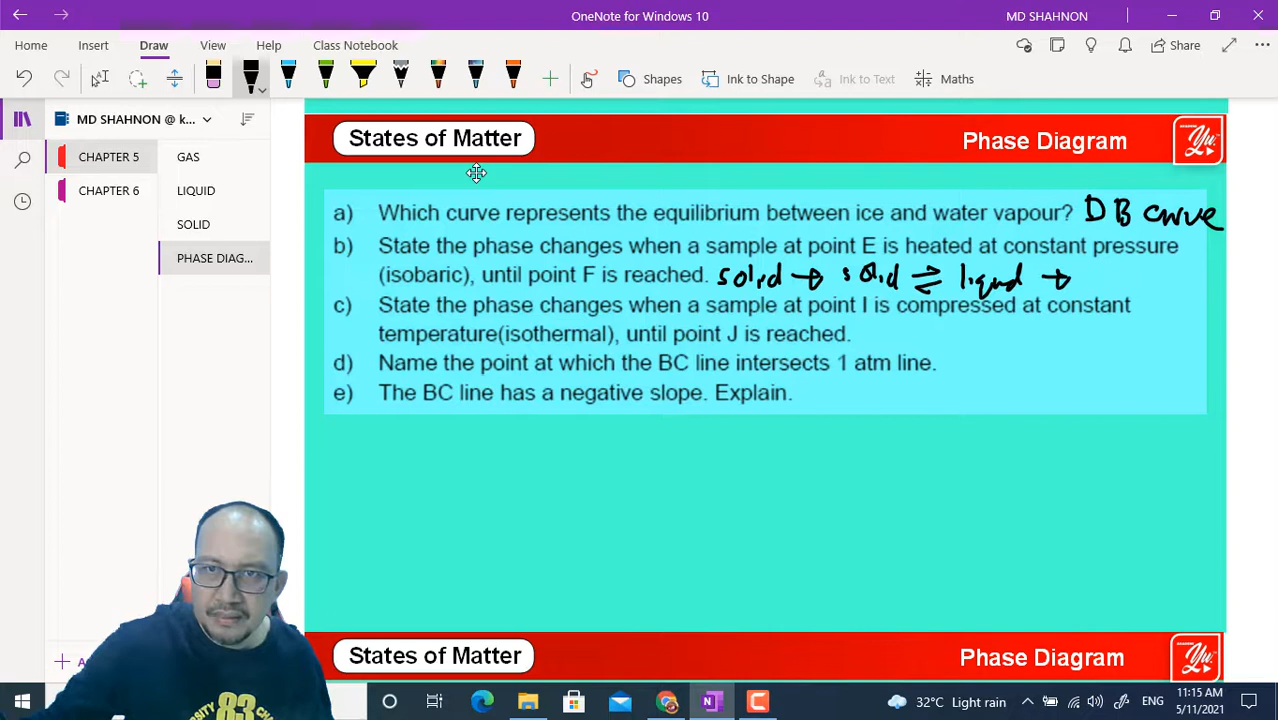 OneNote for Windows 10
MD SHAHNON
Home Insert Draw View Help Class Notebook
Share
Shapes
Ink to Shape
Ink to Text
Maths
MD SHAHNON @ k...
CHAPTER 5
CHAPTER 6
GAS
LIQUID
SOLID
PHASE DIAG...
States of Matter
Phase Diagram
a) Which curve represents the equilibrium between ice and water vapour? DB curve
b) State the phase changes when a sample at point E is heated at constant pressure
(isobaric), until point F is reached. solid → solid ⇌ liquid →
c) State the phase changes when a sample at point I is compressed at constant
temperature(isothermal), until point J is reached.
d) Name the point at which the BC line intersects 1 atm line.
e) The BC line has a negative slope. Explain.
States of Matter
Phase Diagram
83
32°C Light rain
ENG
11:15 AM
5/11/2021